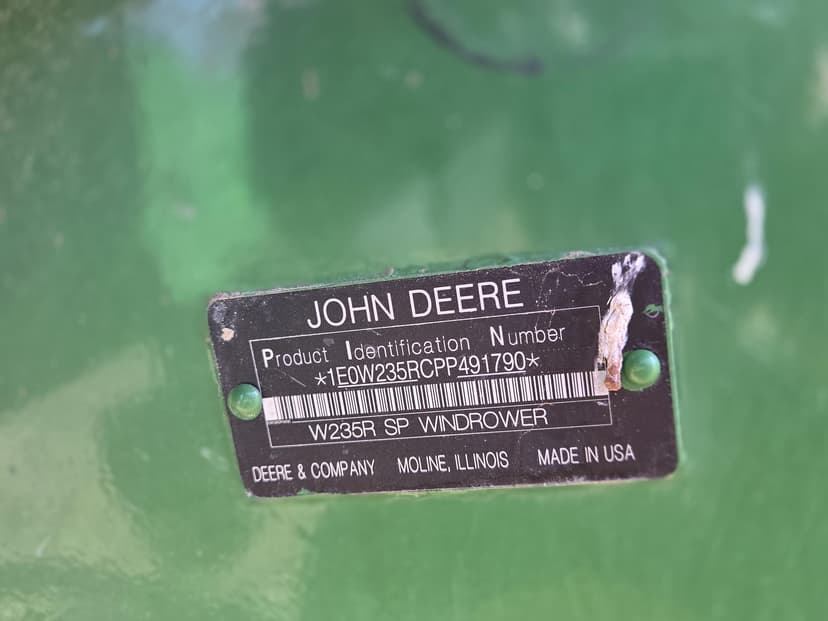 JOHN DEERE
Product Identification Number
*1E0W235RCPP491790*
W235R SP WINDROWER
DEERE & COMPANY MOLINE, ILLINOIS MADE IN USA